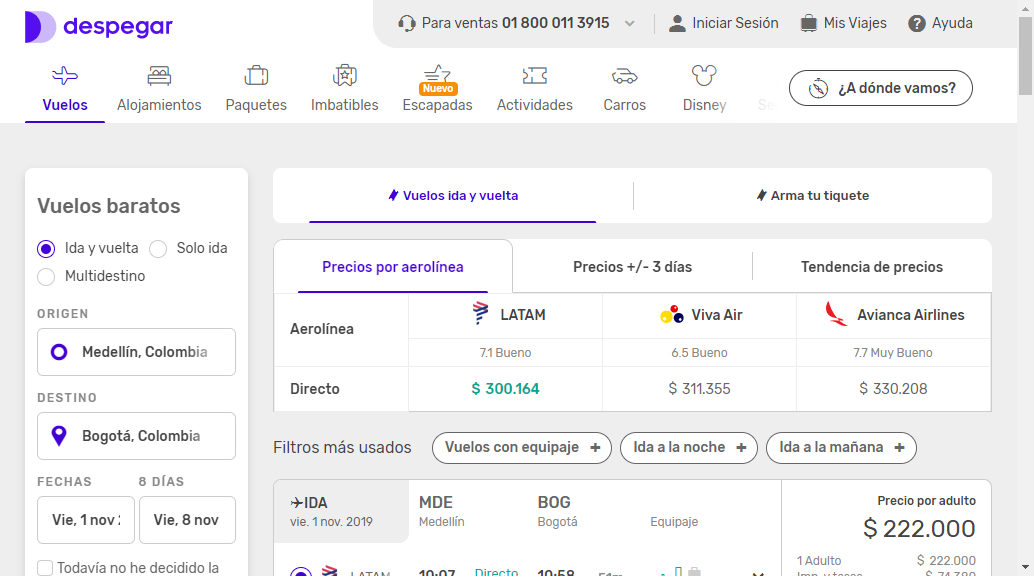 despegar
Para ventas 01 800 011 3915
Iniciar Sesión
Mis Viajes
Ayuda
Vuelos
Alojamientos
Paquetes
Imbatibles
Nuevo
Escapadas
Actividades
Carros
Disney
¿A dónde vamos?
Vuelos baratos
Ida y vuelta
Solo ida
Multidestino
ORIGEN
Medellín, Colombia
DESTINO
Bogotá, Colombia
FECHAS
8 DÍAS
Vie, 1 nov
Vie, 8 nov
Todavía no he decidido la
Vuelos ida y vuelta
Arma tu tiquete
Precios por aerolínea
Precios +/- 3 días
Tendencia de precios
Aerolínea
LATAM
Viva Air
Avianca Airlines
7.1 Bueno
6.5 Bueno
7.7 Muy Bueno
Directo
$ 300.164
$ 311.355
$ 330.208
Filtros más usados
Vuelos con equipaje +
Ida a la noche +
Ida a la mañana +
IDA
vie. 1 nov. 2019
MDE
Medellín
BOG
Bogotá
Equipaje
LATAM
10:07
Directo
10:58
51m
Precio por adulto
$ 222.000
1 Adulto
$ 222.000
Imp. y tasas
$ 74.380